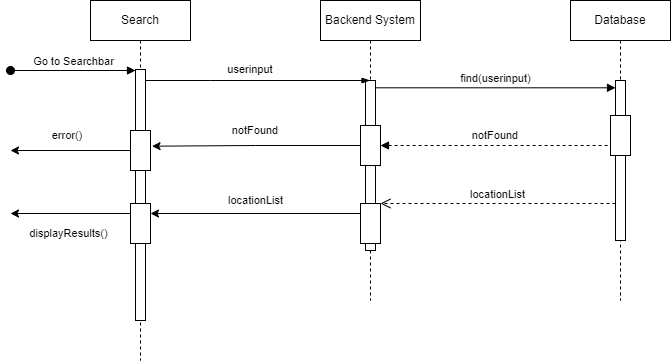 Search
Backend System
Database
Go to Searchbar
userinput
find(userinput)
error()
notFound
notFound
locationList
locationList
displayResults()